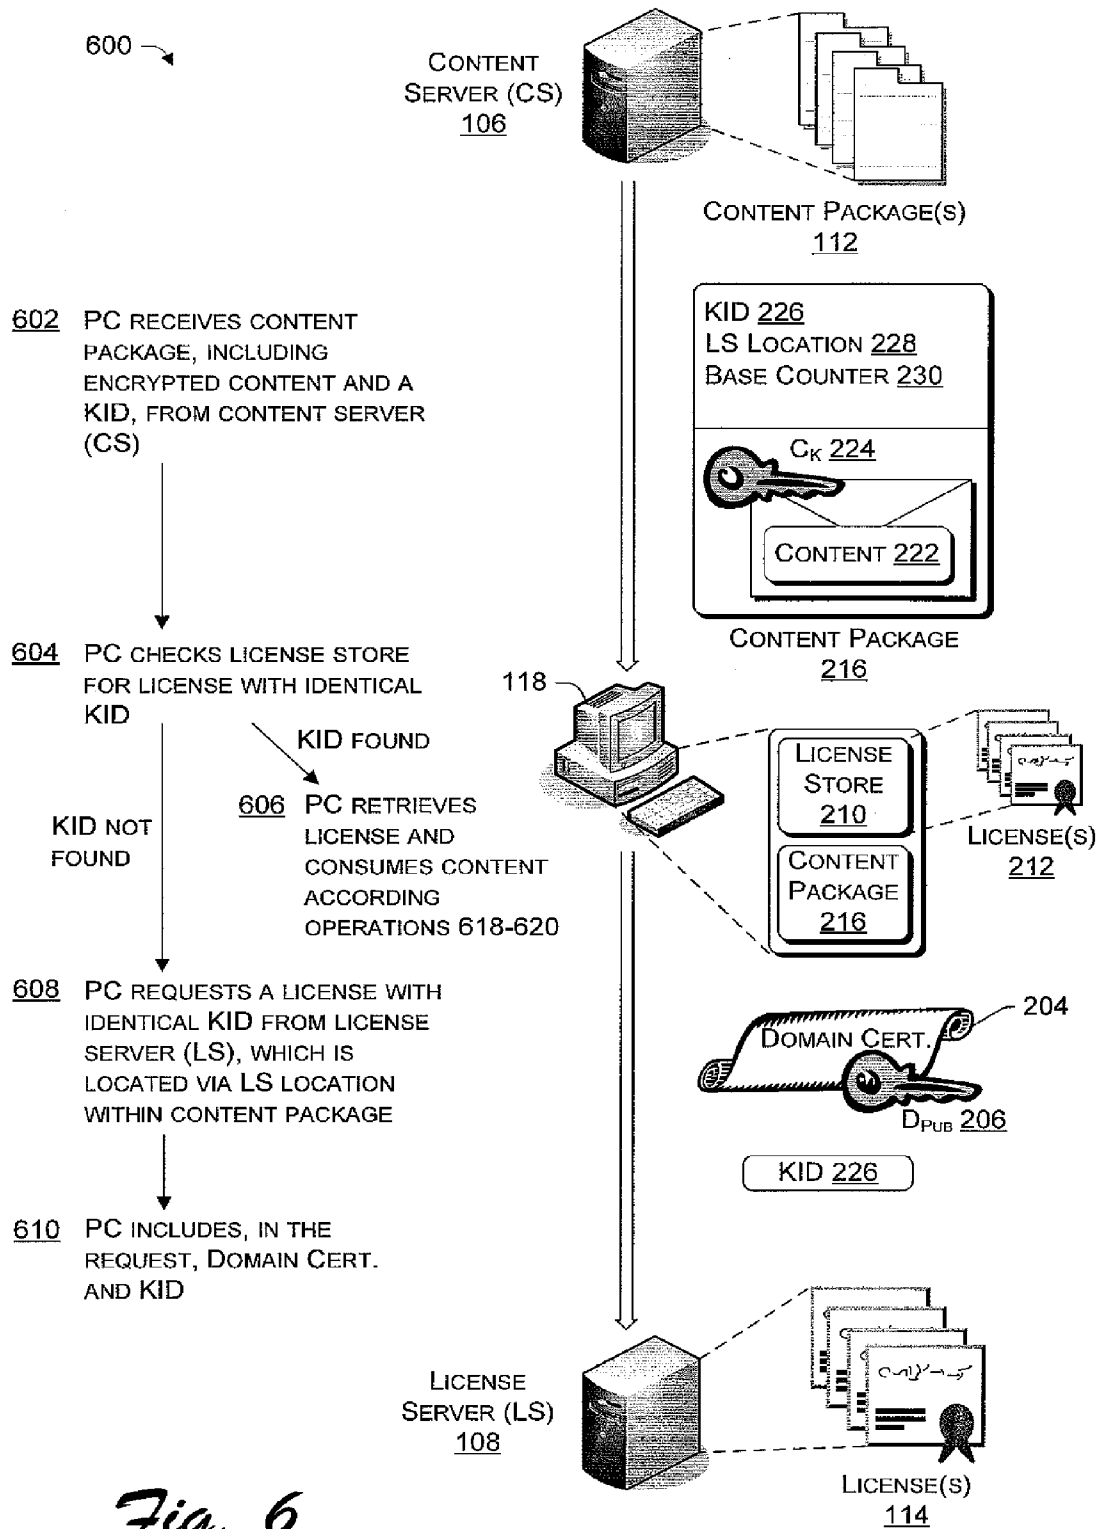 600
CONTENT
SERVER (CS)
106
CONTENT PACKAGE(S)
112
602 PC RECEIVES CONTENT
PACKAGE, INCLUDING
ENCRYPTED CONTENT AND A
KID, FROM CONTENT SERVER
(CS)
KID 226
LS LOCATION 228
BASE COUNTER 230
CK 224
CONTENT 222
CONTENT PACKAGE
216
604 PC CHECKS LICENSE STORE
FOR LICENSE WITH IDENTICAL
KID
118
KID FOUND
KID NOT
FOUND
606 PC RETRIEVES
LICENSE AND
CONSUMES CONTENT
ACCORDING
OPERATIONS 618-620
LICENSE
STORE
210
CONTENT
PACKAGE
216
LICENSE(S)
212
608 PC REQUESTS A LICENSE WITH
IDENTICAL KID FROM LICENSE
SERVER (LS), WHICH IS
LOCATED VIA LS LOCATION
WITHIN CONTENT PACKAGE
204
DOMAIN CERT.
DPUB 206
KID 226
610 PC INCLUDES, IN THE
REQUEST, DOMAIN CERT.
AND KID
LICENSE
SERVER (LS)
108
LICENSE(S)
114
Fig. 6